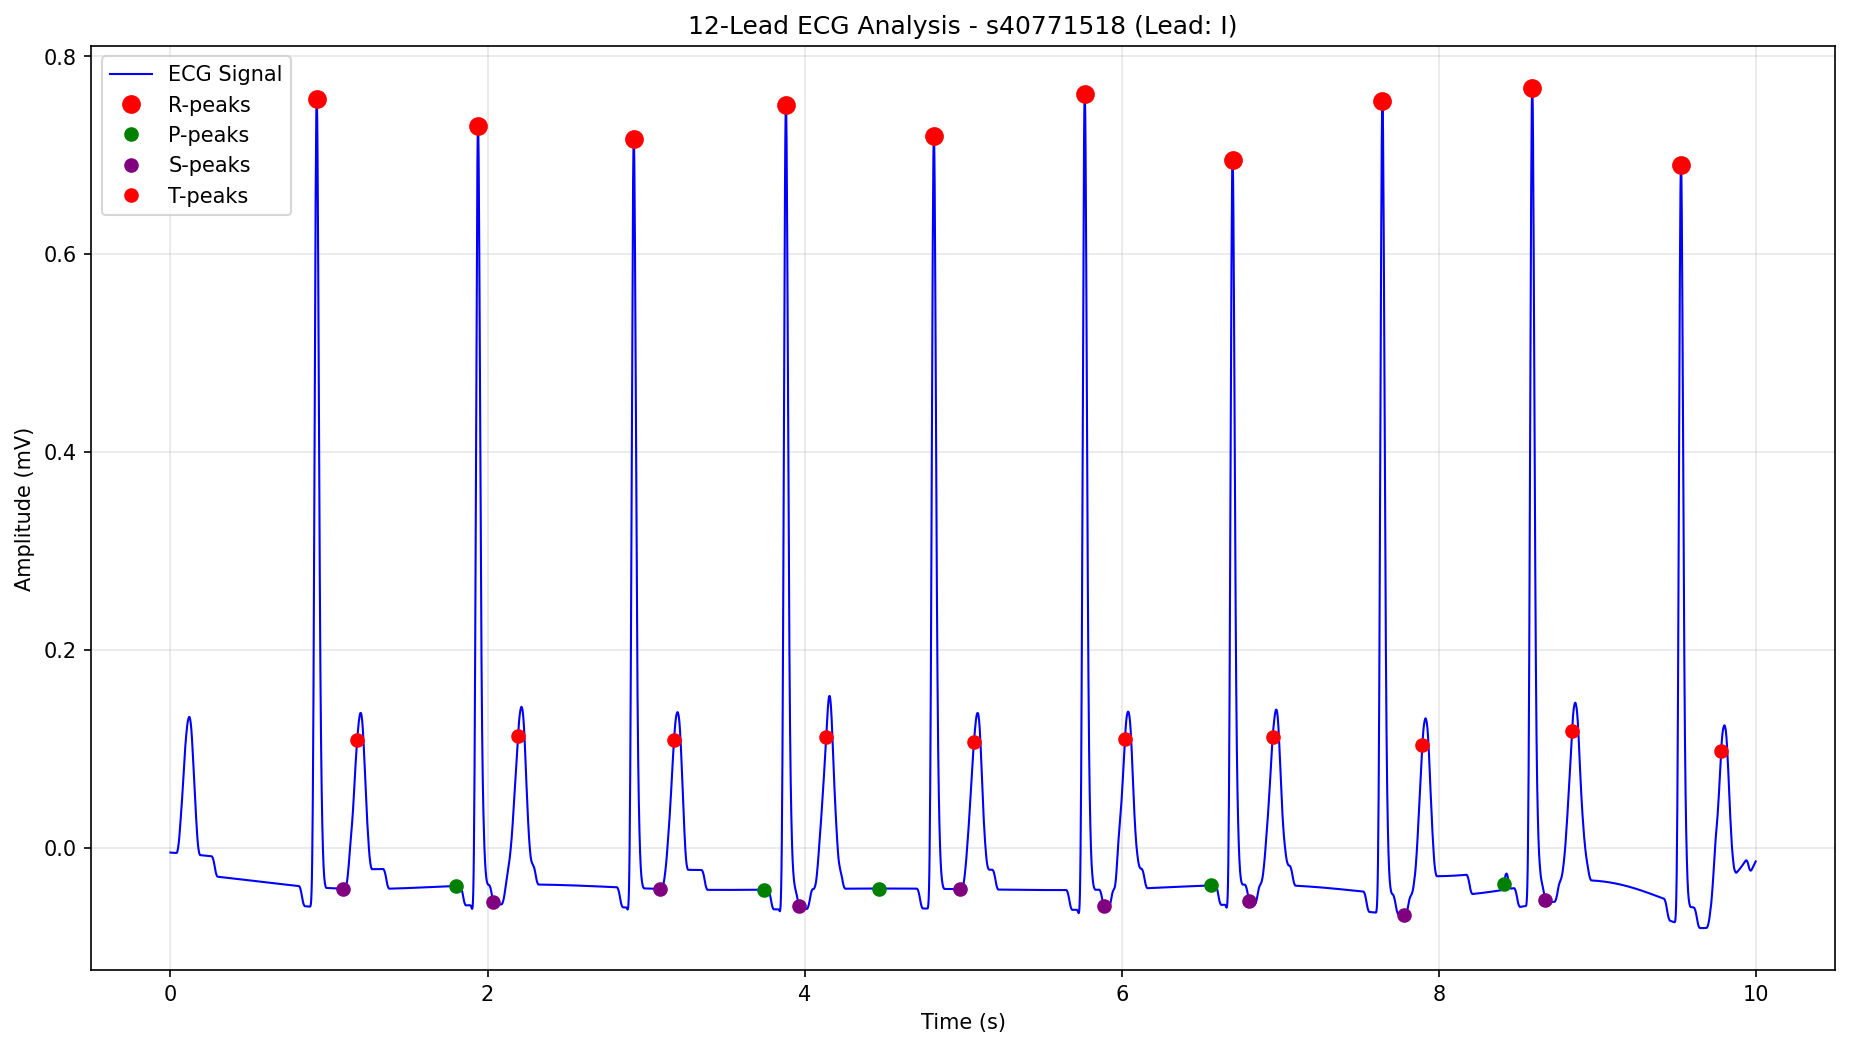 12-Lead ECG Analysis - s40771518 (Lead: I)
ECG Signal
R-peaks
P-peaks
S-peaks
T-peaks
0.8
0.6
0.4
0.2
0.0
Amplitude (mV)
0 2 4 6 8 10
Time (s)